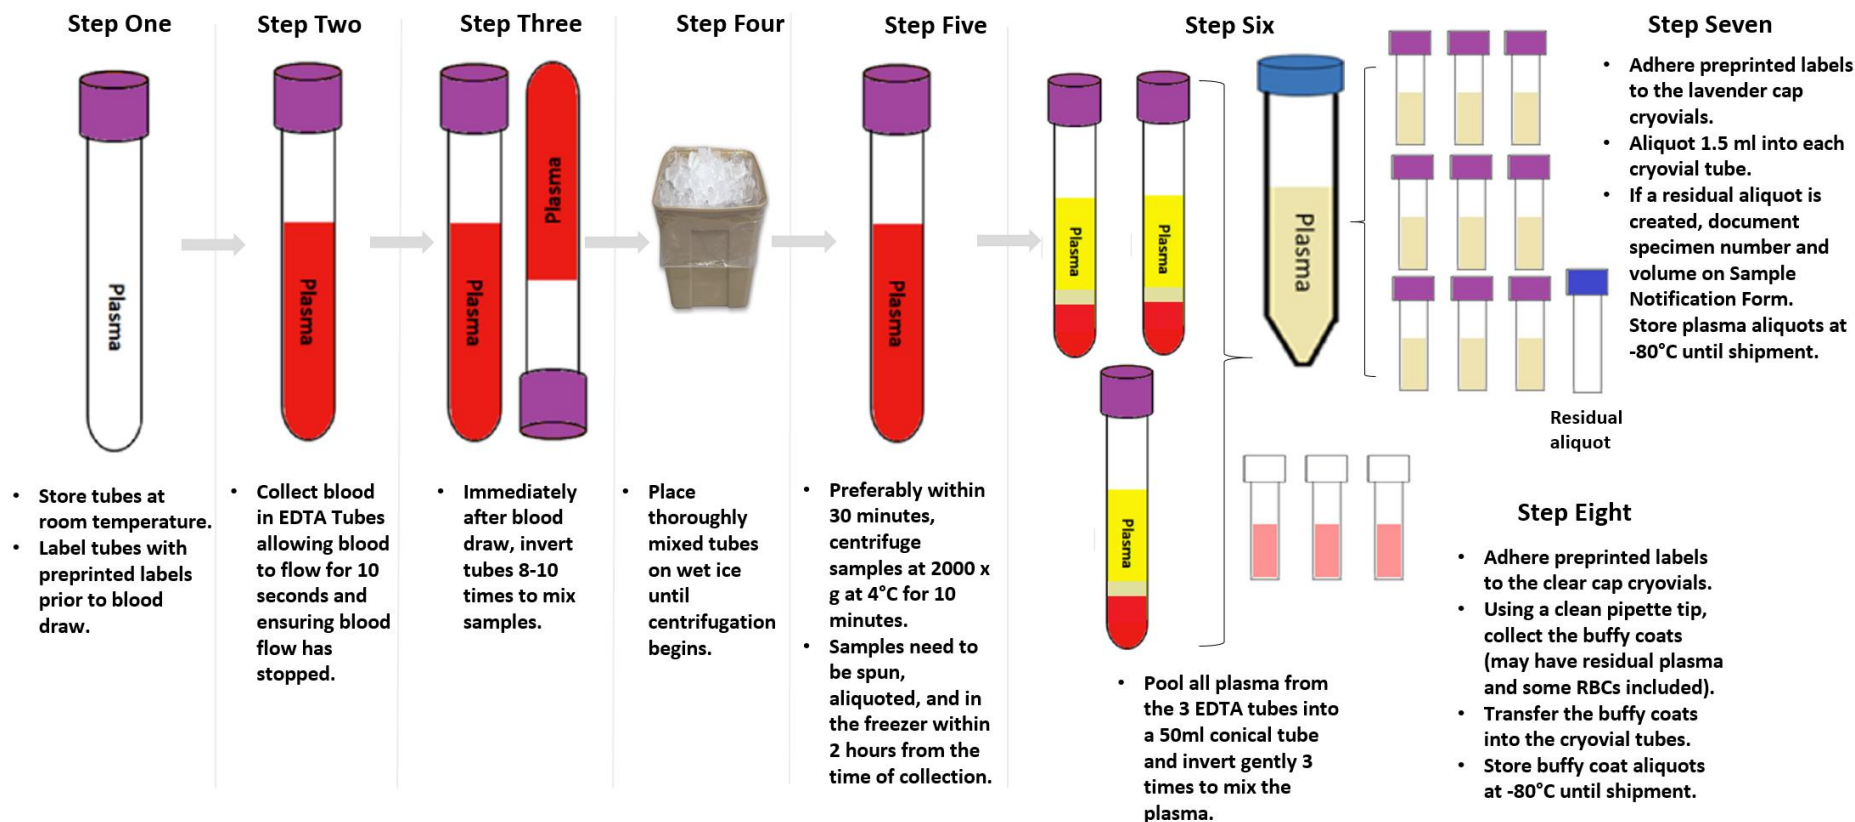 Step One
Plasma
• Store tubes at
room temperature.
• Label tubes with
preprinted labels
prior to blood
draw.
Step Two
Plasma
• Collect blood
in EDTA Tubes
allowing blood
to flow for 10
seconds and
ensuring blood
flow has
stopped.
Step Three
Plasma
Plasma
• Immediately
after blood
draw, invert
tubes 8-10
times to mix
samples.
Step Four
• Place
thoroughly
mixed tubes
on wet ice
until
centrifugation
begins.
Step Five
Plasma
• Preferably within
30 minutes,
centrifuge
samples at 2000 x
g at 4°C for 10
minutes.
• Samples need to
be spun,
aliquoted, and in
the freezer within
2 hours from the
time of collection.
Step Six
Plasma
Plasma
Plasma
Plasma
• Pool all plasma from
the 3 EDTA tubes into
a 50ml conical tube
and invert gently 3
times to mix the
plasma.
Step Seven
• Adhere preprinted labels
to the lavender cap
cryovials.
• Aliquot 1.5 ml into each
cryovial tube.
• If a residual aliquot is
created, document
specimen number and
volume on Sample
Notification Form.
Store plasma aliquots at
-80°C until shipment.
Residual
aliquot
Step Eight
• Adhere preprinted labels
to the clear cap cryovials.
• Using a clean pipette tip,
collect the buffy coats
(may have residual plasma
and some RBCs included).
• Transfer the buffy coats
into the cryovial tubes.
• Store buffy coat aliquots
at -80°C until shipment.